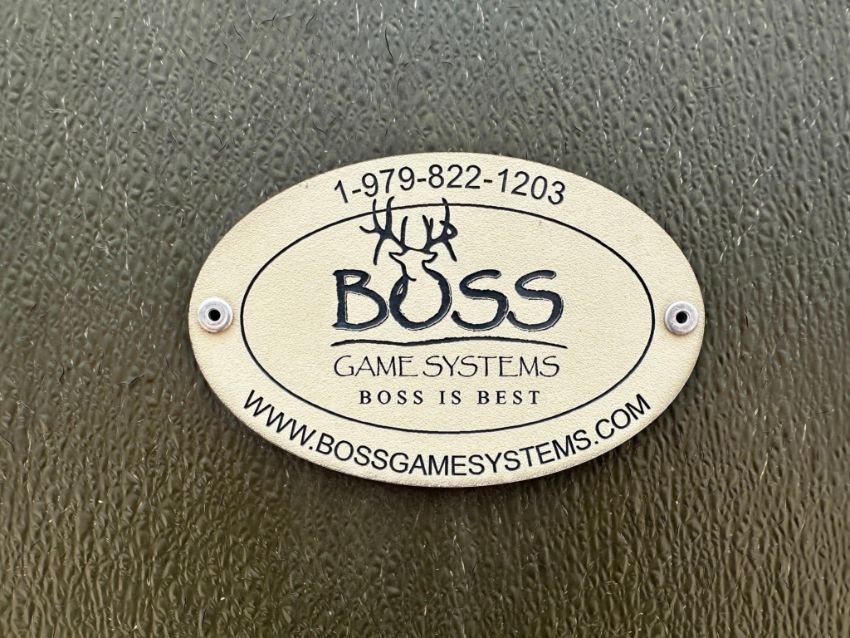 1-979-822-1203
BOSS
GAME SYSTEMS
BOSS IS BEST
WWW.BOSSGAMESYSTEMS.COM